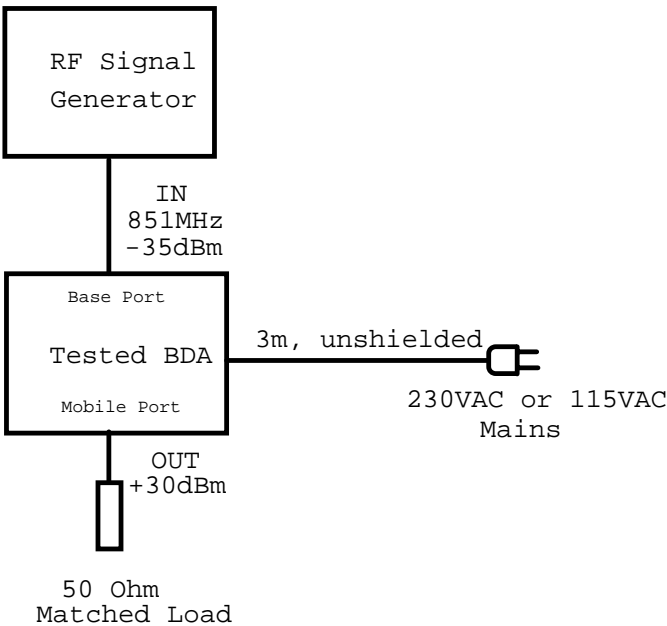 RF Signal
Generator
IN
851MHz
-35dBm
Base Port
Tested BDA
Mobile Port
3m, unshielded
230VAC or 115VAC
Mains
OUT
+30dBm
50 Ohm
Matched Load